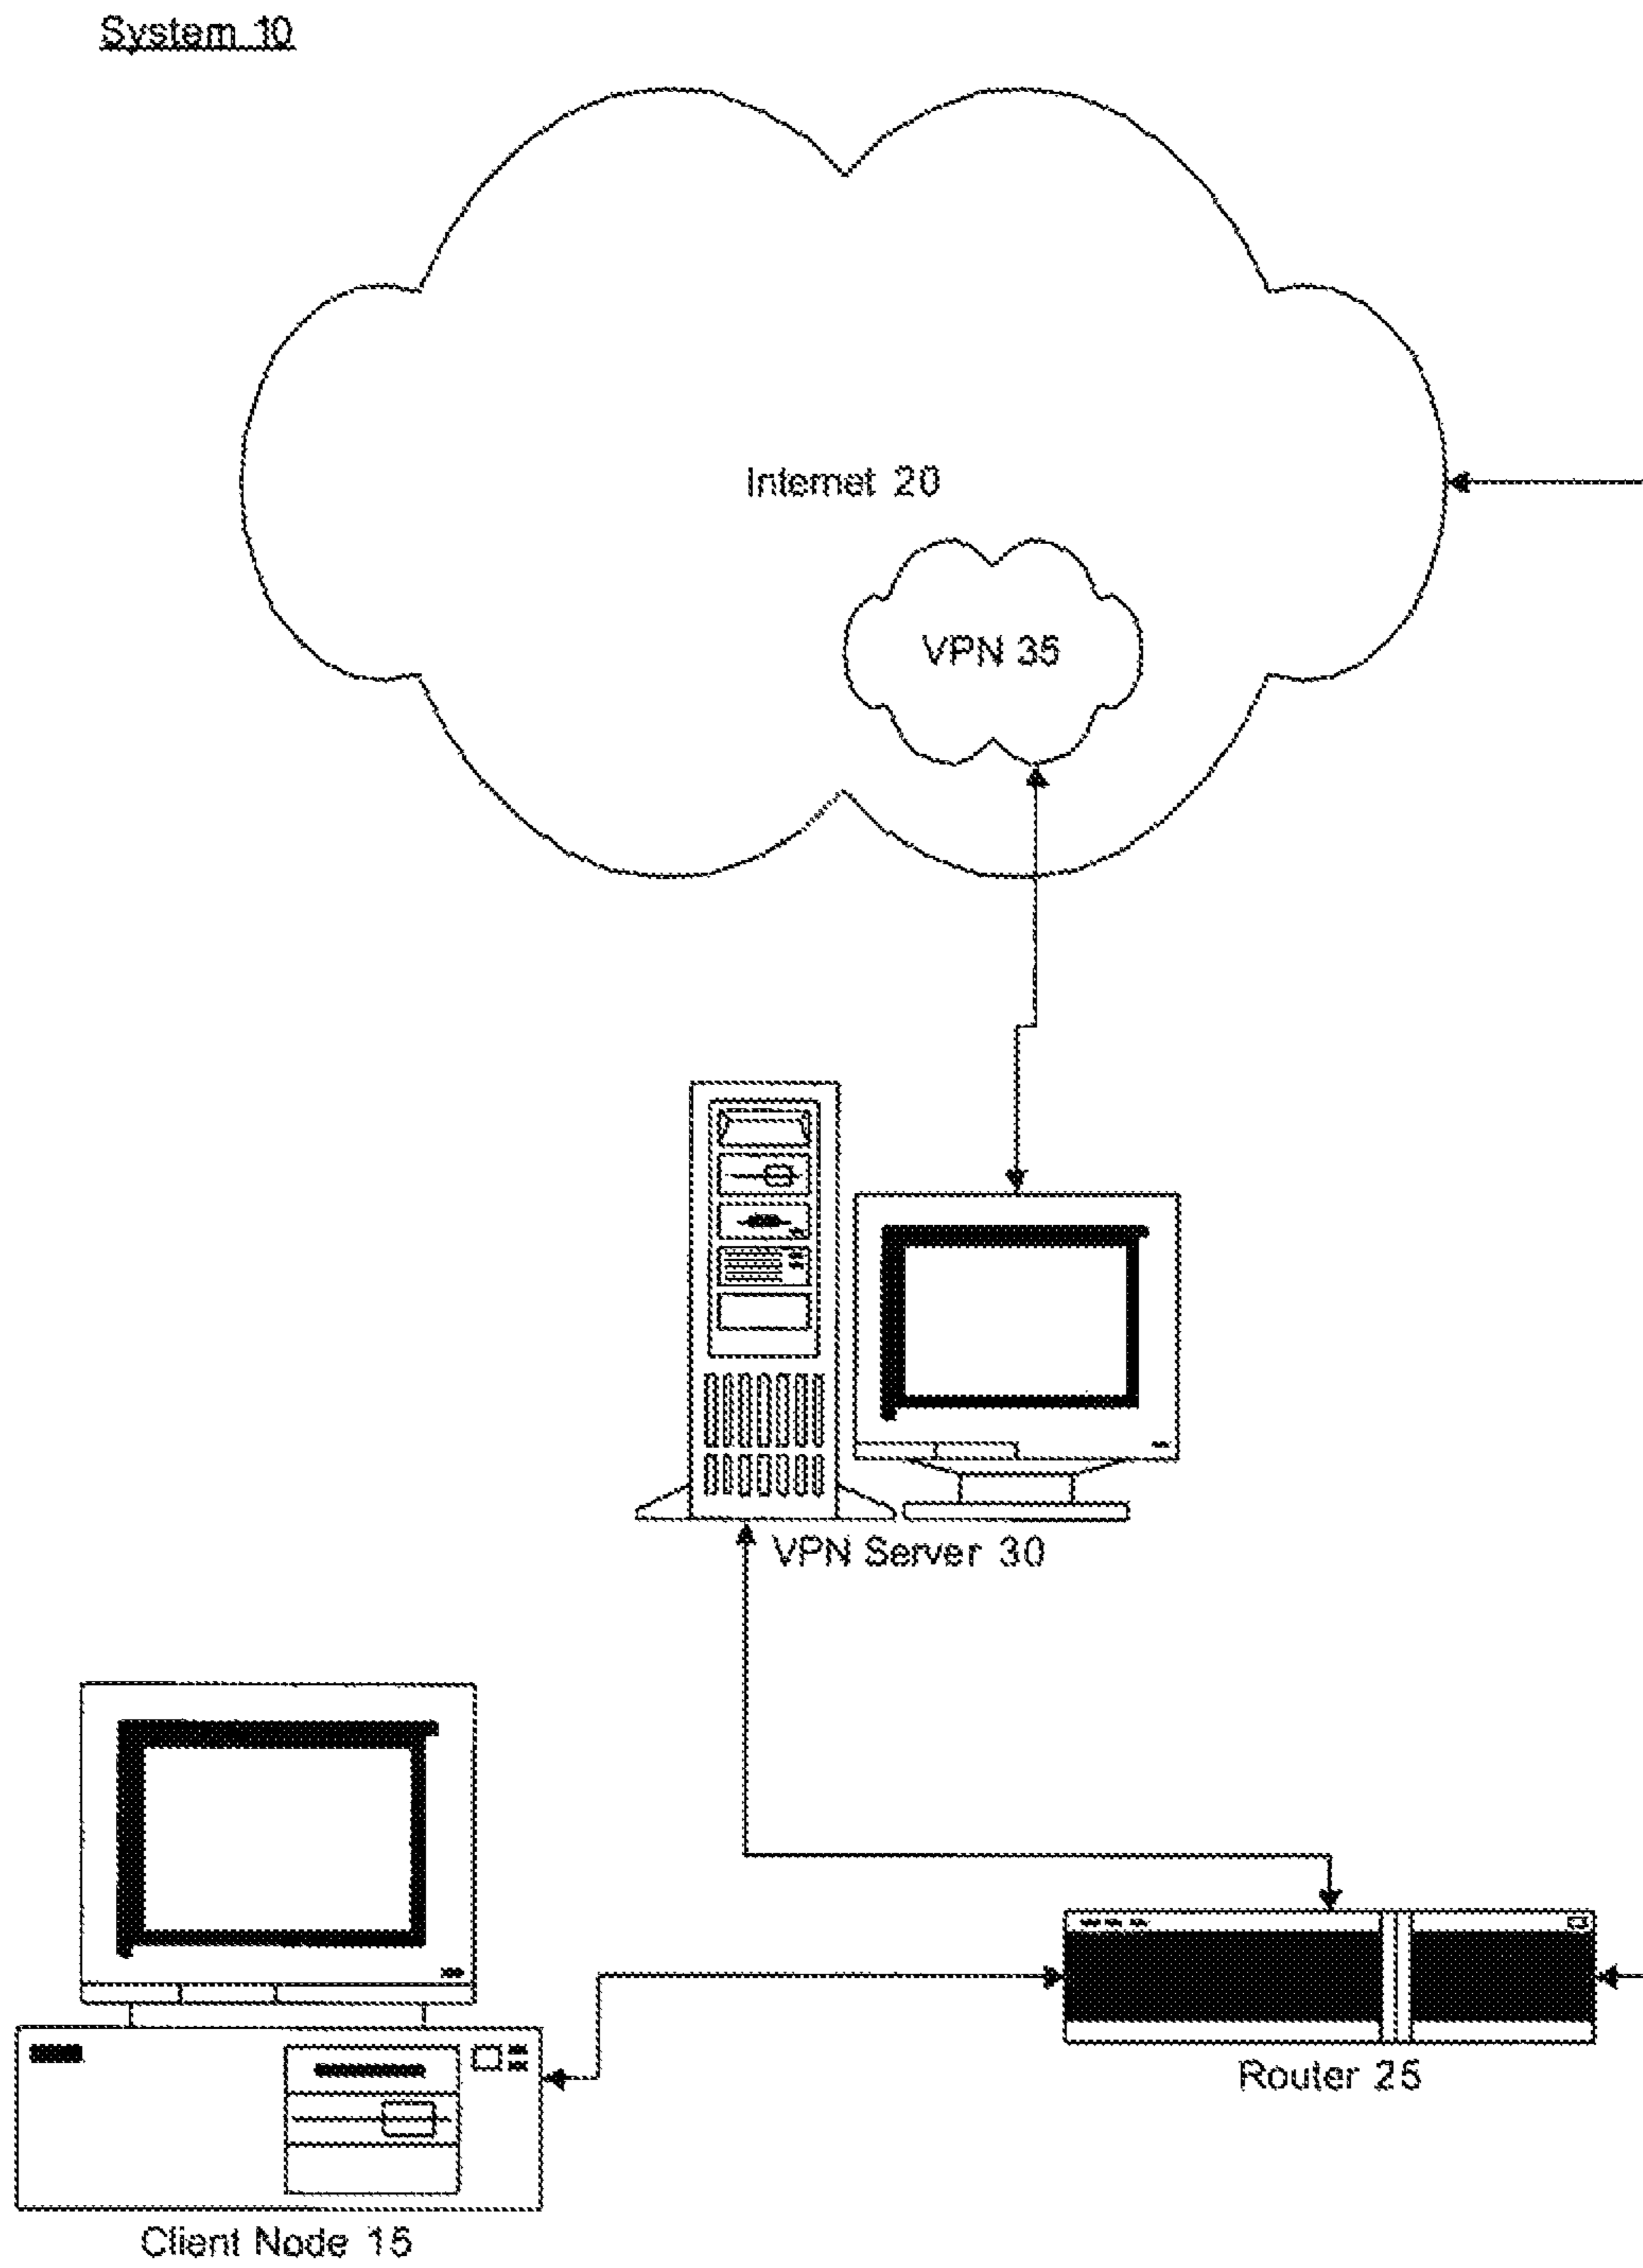 System 10
Internet 20
VPN 35
VPN Server 30
Router 25
Client Node 15